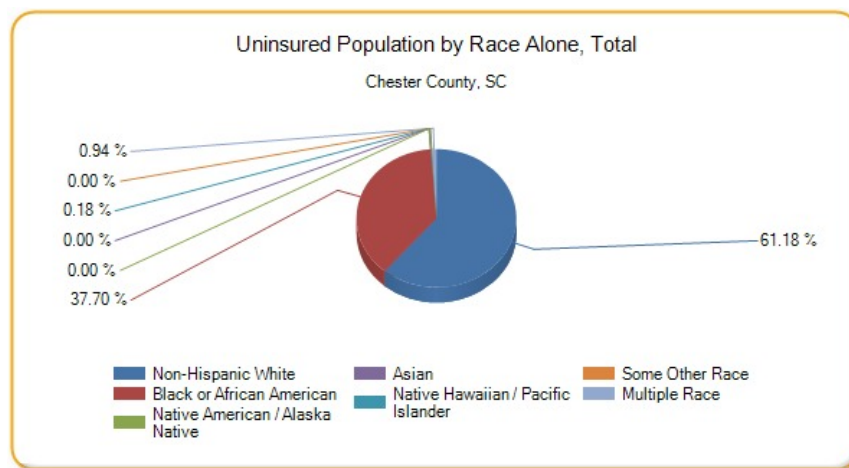 Uninsured Population by Race Alone, Total
Chester County, SC
0.94 %
0.00 %
0.18 %
0.00 %
0.00 %
37.70 %
61.18 %
Non-Hispanic White
Black or African American
Native American / Alaska
Native
Asian
Native Hawaiian / Pacific
Islander
Some Other Race
Multiple Race